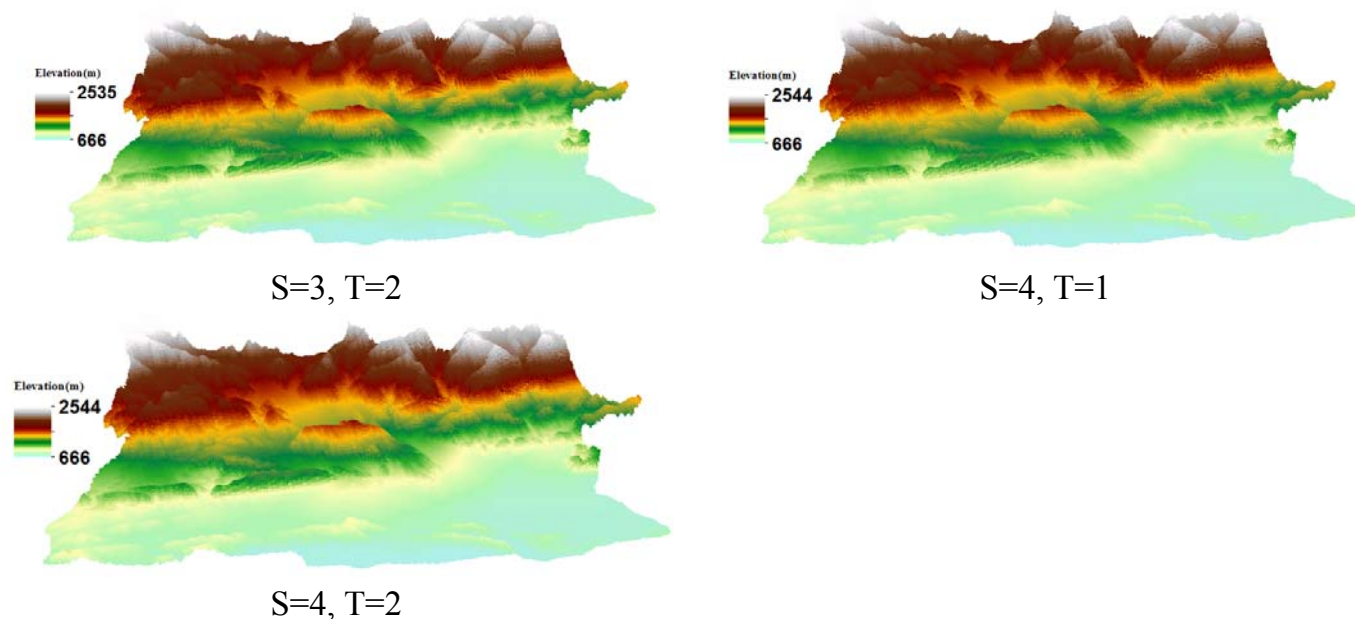 Elevation(m)
2535
666
S=3, T=2
Elevation(m)
2544
666
S=4, T=1
Elevation(m)
2544
666
S=4, T=2